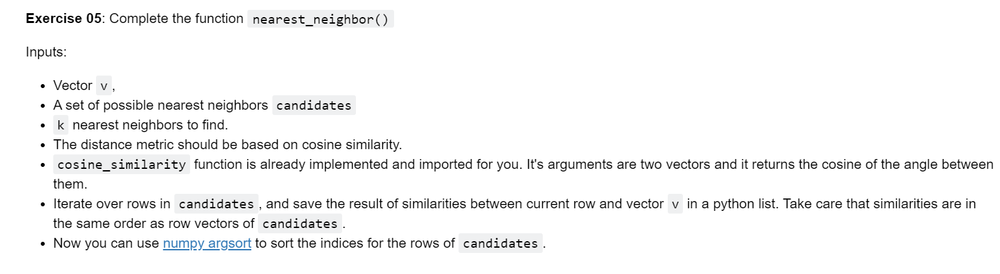 Exercise 05: Complete the function nearest_neighbor()
Inputs:
• Vector v ,
• A set of possible nearest neighbors candidates
• k nearest neighbors to find.
• The distance metric should be based on cosine similarity.
• cosine_similarity function is already implemented and imported for you. It's arguments are two vectors and it returns the cosine of the angle between
them.
• Iterate over rows in candidates , and save the result of similarities between current row and vector v in a python list. Take care that similarities are in
the same order as row vectors of candidates .
• Now you can use numpy argsort to sort the indices for the rows of candidates .